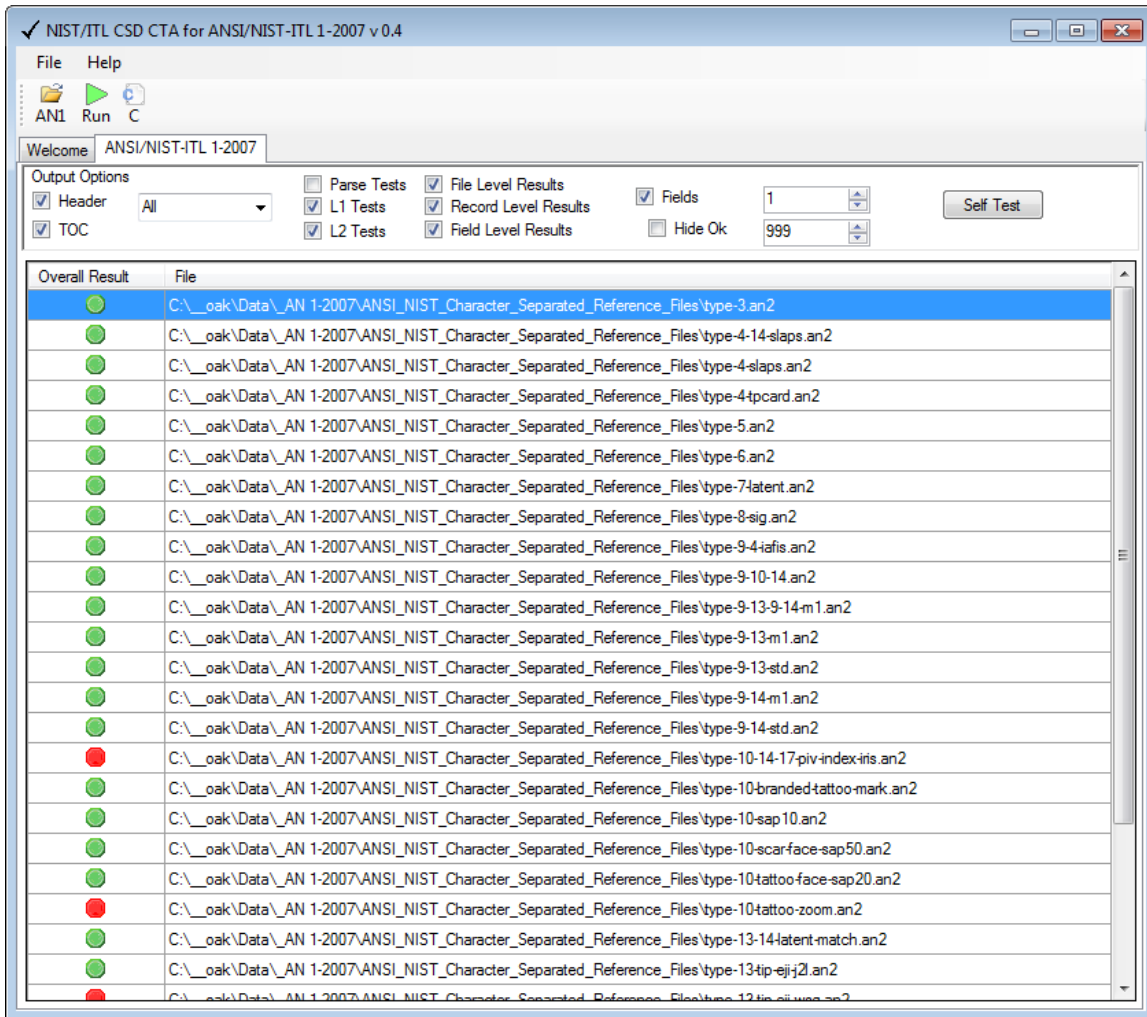 NIST/ITL CSD CTA for ANSI/NIST-ITL 1-2007 v 0.4
File Help
AN1 Run C
Welcome ANSI/NIST-ITL 1-2007
Output Options
Header All Parse Tests File Level Results Fields 1 Self Test
L1 Tests Record Level Results
TOC L2 Tests Field Level Results Hide Ok 999
Overall Result File
C:\__oak\Data\_AN 1-2007\ANSI_NIST_Character_Separated_Reference_Files\type-3.an2
C:\__oak\Data\_AN 1-2007\ANSI_NIST_Character_Separated_Reference_Files\type-4-14-slaps.an2
C:\__oak\Data\_AN 1-2007\ANSI_NIST_Character_Separated_Reference_Files\type-4-slaps.an2
C:\__oak\Data\_AN 1-2007\ANSI_NIST_Character_Separated_Reference_Files\type-4-tpcard.an2
C:\__oak\Data\_AN 1-2007\ANSI_NIST_Character_Separated_Reference_Files\type-5.an2
C:\__oak\Data\_AN 1-2007\ANSI_NIST_Character_Separated_Reference_Files\type-6.an2
C:\__oak\Data\_AN 1-2007\ANSI_NIST_Character_Separated_Reference_Files\type-7-latent.an2
C:\__oak\Data\_AN 1-2007\ANSI_NIST_Character_Separated_Reference_Files\type-8-sig.an2
C:\__oak\Data\_AN 1-2007\ANSI_NIST_Character_Separated_Reference_Files\type-9-4-iafis.an2
C:\__oak\Data\_AN 1-2007\ANSI_NIST_Character_Separated_Reference_Files\type-9-10-14.an2
C:\__oak\Data\_AN 1-2007\ANSI_NIST_Character_Separated_Reference_Files\type-9-13-9-14-m1.an2
C:\__oak\Data\_AN 1-2007\ANSI_NIST_Character_Separated_Reference_Files\type-9-13-m1.an2
C:\__oak\Data\_AN 1-2007\ANSI_NIST_Character_Separated_Reference_Files\type-9-13-std.an2
C:\__oak\Data\_AN 1-2007\ANSI_NIST_Character_Separated_Reference_Files\type-9-14-m1.an2
C:\__oak\Data\_AN 1-2007\ANSI_NIST_Character_Separated_Reference_Files\type-9-14-std.an2
C:\__oak\Data\_AN 1-2007\ANSI_NIST_Character_Separated_Reference_Files\type-10-14-17-piv-index-iris.an2
C:\__oak\Data\_AN 1-2007\ANSI_NIST_Character_Separated_Reference_Files\type-10-branded-tattoo-mark.an2
C:\__oak\Data\_AN 1-2007\ANSI_NIST_Character_Separated_Reference_Files\type-10-sap10.an2
C:\__oak\Data\_AN 1-2007\ANSI_NIST_Character_Separated_Reference_Files\type-10-scar-face-sap50.an2
C:\__oak\Data\_AN 1-2007\ANSI_NIST_Character_Separated_Reference_Files\type-10-tattoo-face-sap20.an2
C:\__oak\Data\_AN 1-2007\ANSI_NIST_Character_Separated_Reference_Files\type-10-tattoo-zoom.an2
C:\__oak\Data\_AN 1-2007\ANSI_NIST_Character_Separated_Reference_Files\type-13-14-latent-match.an2
C:\__oak\Data\_AN 1-2007\ANSI_NIST_Character_Separated_Reference_Files\type-13-tip-eji-j2l.an2
C:\__oak\Data\_AN 1-2007\ANSI_NIST_Character_Separated_Reference_Files\type-13-tip-eji-wsq.an2